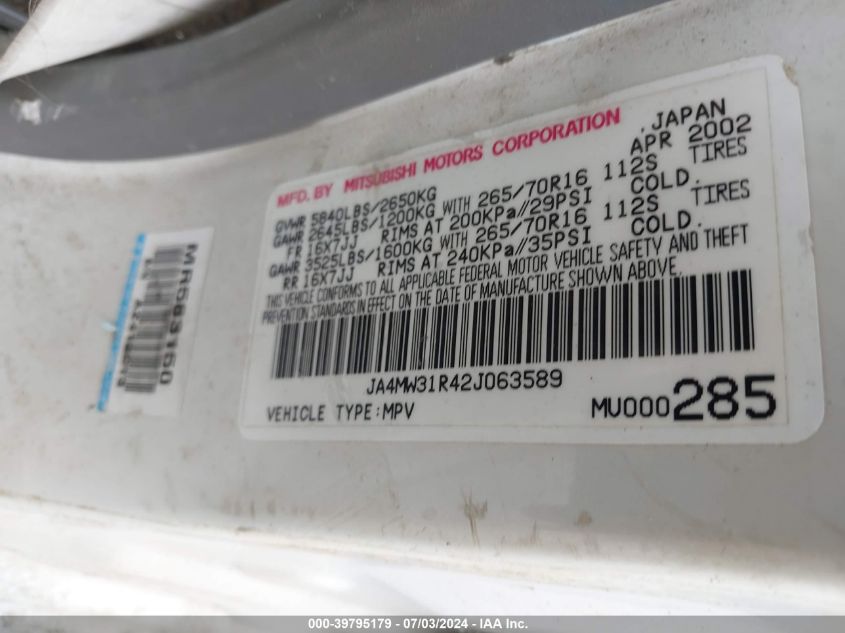 MFD. BY MITSUBISHI MOTORS CORPORATION JAPAN
GVWR 5840LBS/2650KG APR 2002
GAWR 2645LBS/1200KG WITH 265/70R16 112S TIRES
FR 16X7JJ RIMS AT 200KPa//29PSI COLD.
GAWR 3525LBS/1600KG WITH 265/70R16 112S TIRES
RR 16X7JJ RIMS AT 240KPa//35PSI COLD.
THIS VEHICLE CONFORMS TO ALL APPLICABLE FEDERAL MOTOR VEHICLE SAFETY AND THEFT
PREVENTION STANDARDS IN EFFECT ON THE DATE OF MANUFACTURE SHOWN ABOVE.
JA4MW31R42J063589
VEHICLE TYPE:MPV MU000285
MR583150
000-39795179 - 07/03/2024 - IAA Inc.